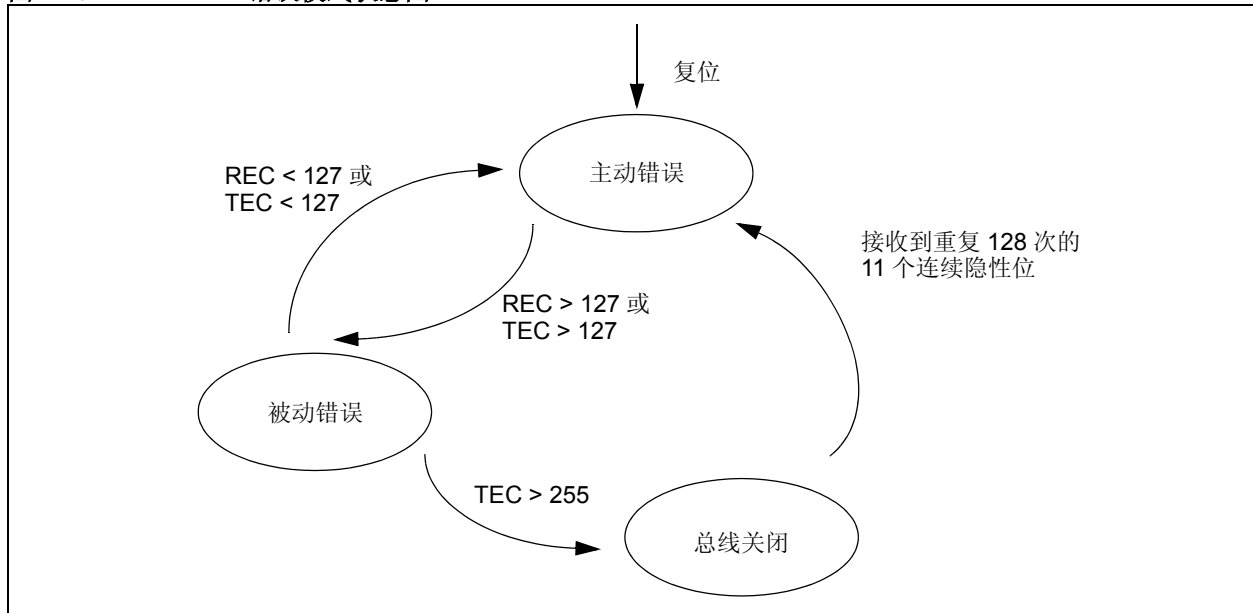 复位
主动错误
REC < 127 或
TEC < 127
接收到重复 128 次的
11 个连续隐性位
REC > 127 或
TEC > 127
被动错误
TEC > 255
总线关闭